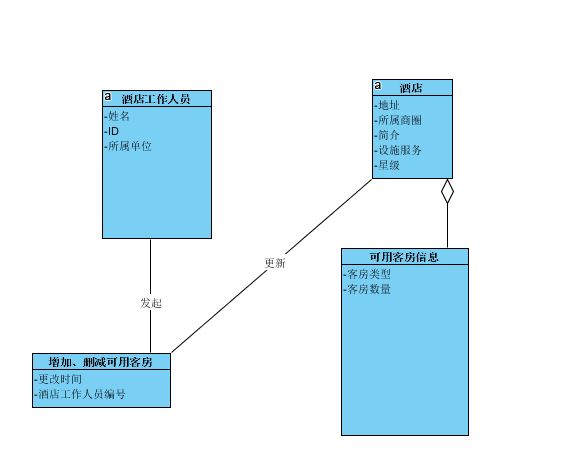 a 酒店工作人员
-姓名
-ID
-所属单位
a 酒店
-地址
-所属商圈
-简介
-设施服务
-星级
更新
发起
可用客房信息
-客房类型
-客房数量
增加、删减可用客房
-更改时间
-酒店工作人员编号